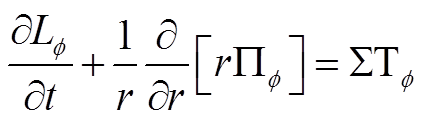 ∂L_ϕ/∂t + 1/r ∂/∂r [rΠ_ϕ] = ΣT_ϕ